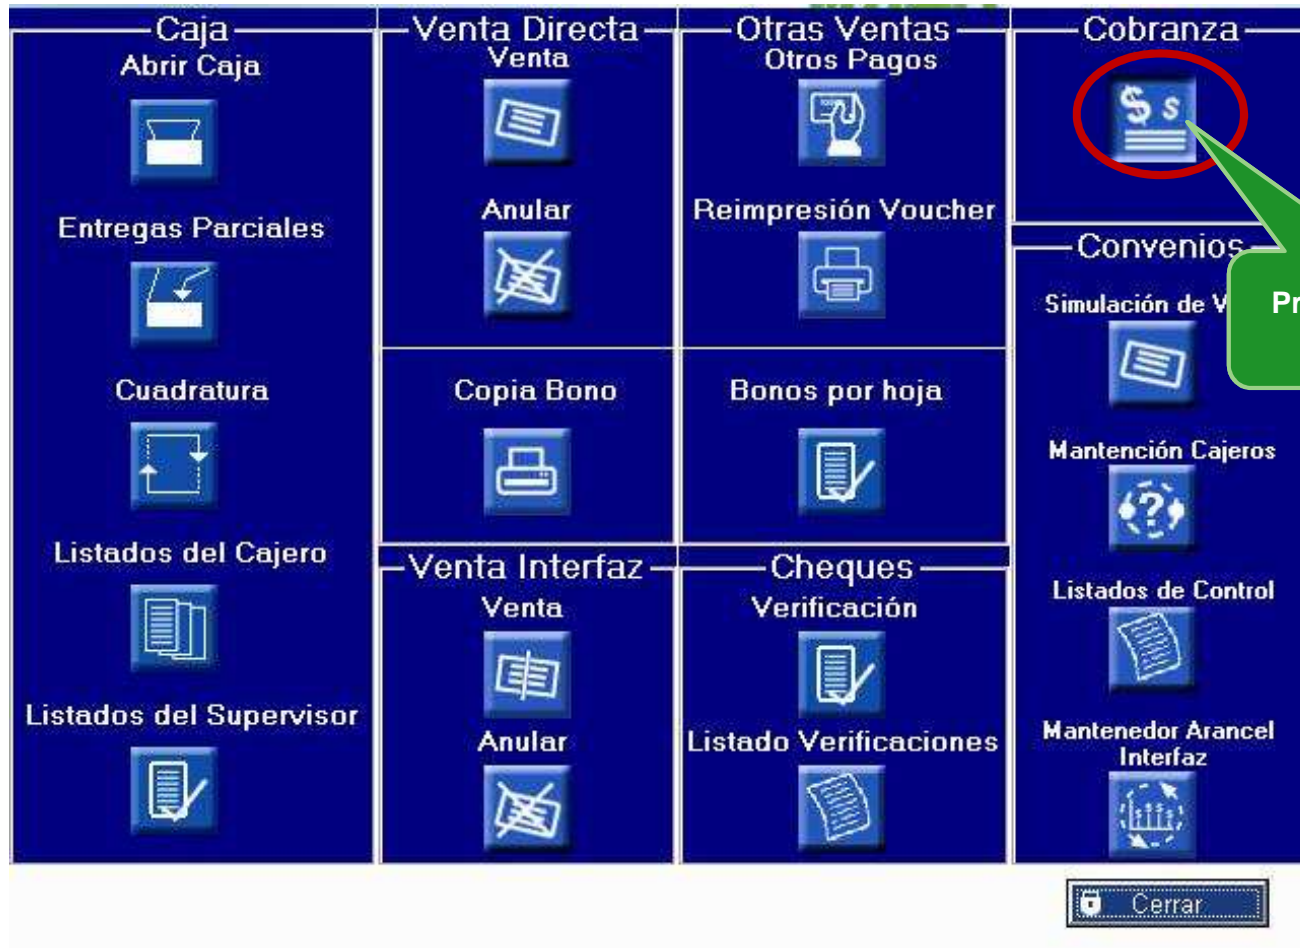 Caja
Abrir Caja
Entregas Parciales
Cuadratura
Listados del Cajero
Listados del Supervisor
Venta Directa
Venta
Anular
Copia Bono
Venta Interfaz
Venta
Anular
Otras Ventas
Otros Pagos
Reimpresión Voucher
Bonos por hoja
Cheques
Verificación
Listado Verificaciones
Cobranza
$ s
Convenios
Simulación de
Mantención Cajeros
?
Listados de Control
Mantenedor Arancel
Interfaz
Cerrar